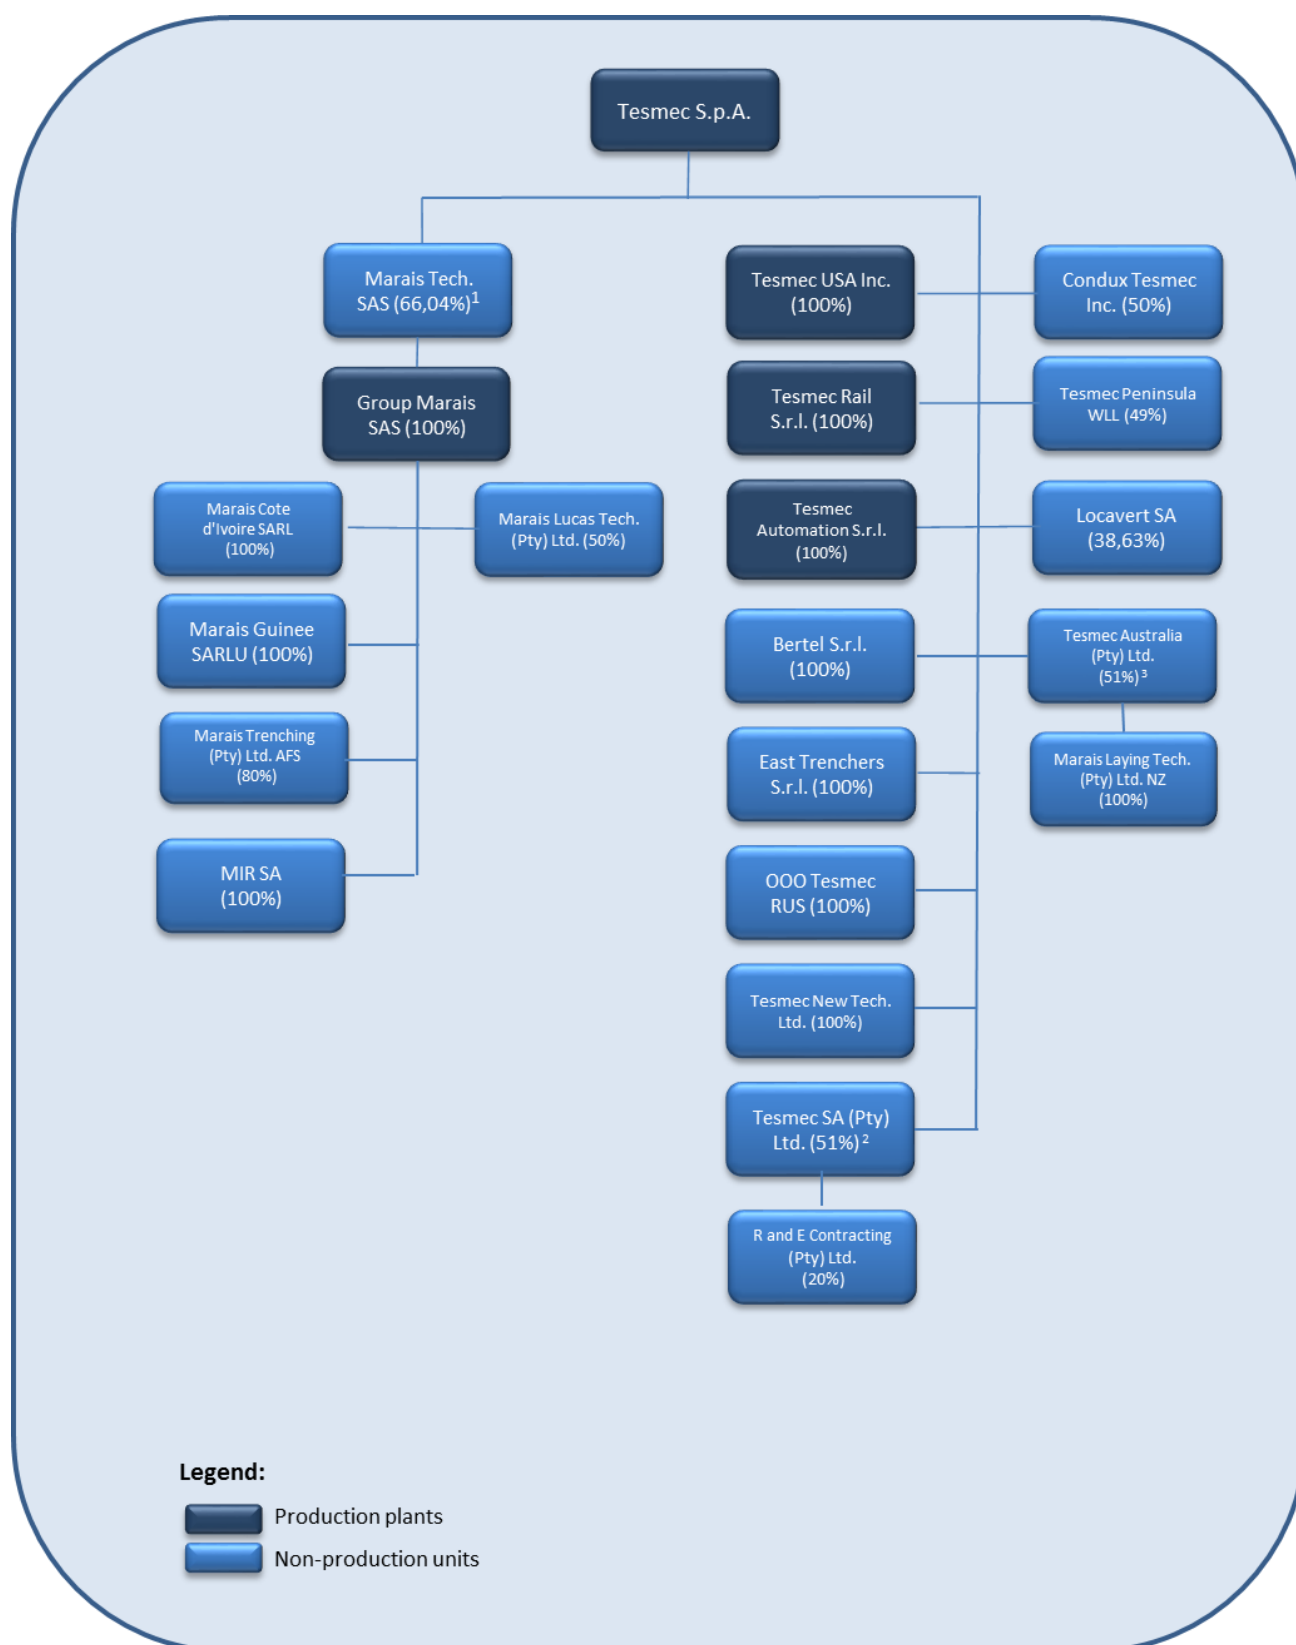 Tesmec S.p.A.
Marais Tech.
SAS (66,04%)¹
Group Marais
SAS (100%)
Marais Cote
d'Ivoire SARL
(100%)
Marais Lucas Tech.
(Pty) Ltd. (50%)
Marais Guinee
SARLU (100%)
Marais Trenching
(Pty) Ltd. AFS
(80%)
MIR SA
(100%)
Tesmec USA Inc.
(100%)
Condux Tesmec
Inc. (50%)
Tesmec Rail
S.r.l. (100%)
Tesmec Peninsula
WLL (49%)
Tesmec
Automation S.r.l.
(100%)
Locavert SA
(38,63%)
Bertel S.r.l.
(100%)
Tesmec Australia
(Pty) Ltd.
(51%) ³
East Trenchers
S.r.l. (100%)
Marais Laying Tech.
(Pty) Ltd. NZ
(100%)
OOO Tesmec
RUS (100%)
Tesmec New Tech.
Ltd. (100%)
Tesmec SA (Pty)
Ltd. (51%) ²
R and E Contracting
(Pty) Ltd.
(20%)
Legend:
Production plants
Non-production units